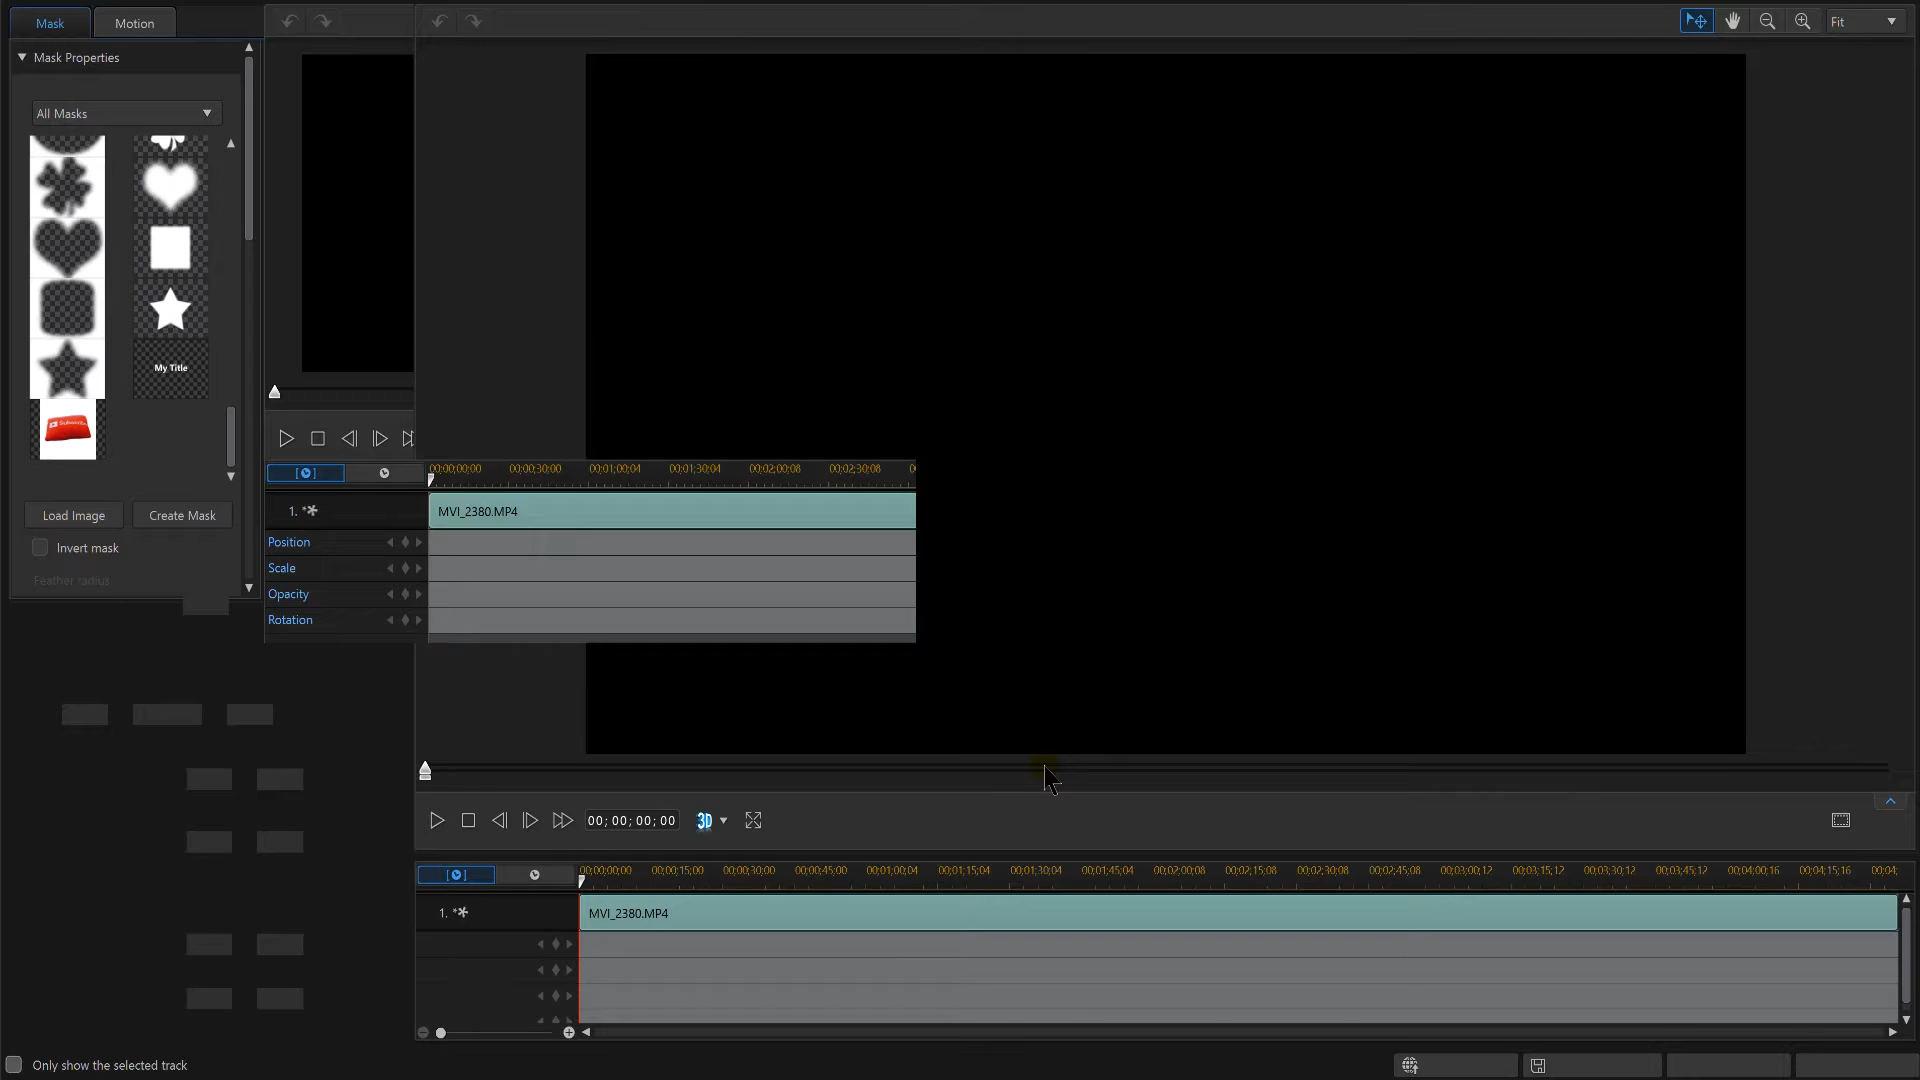 Mask
Motion
Fit
Mask Properties
All Masks
My Title
Subscribe
Load Image
Create Mask
Invert mask
Feather radius
00;00;00;00 00;00;30;00 00;01;00;04 00;01;30;04 00;02;00;08 00;02;30;08
1.
MVI_2380.MP4
Position
Scale
Opacity
Rotation
00; 00; 00; 00
3D
00;00;00;00 00;00;15;00 00;00;30;00 00;00;45;00 00;01;00;04 00;01;15;04 00;01;30;04 00;01;45;04 00;02;00;08 00;02;15;08 00;02;30;08 00;02;45;08 00;03;00;12 00;03;15;12 00;03;30;12 00;03;45;12 00;04;00;16 00;04;15;16 00;04;
1.
MVI_2380.MP4
Only show the selected track